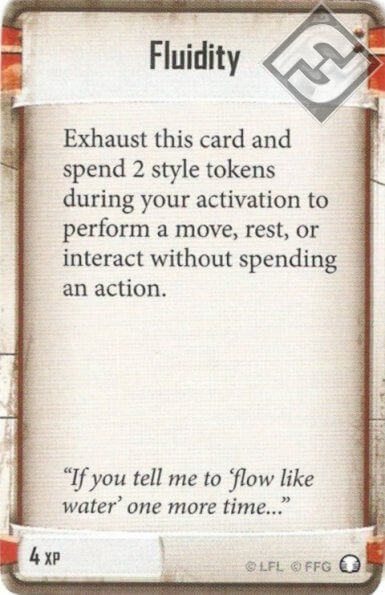 Fluidity
Exhaust this card and
spend 2 style tokens
during your activation to
perform a move, rest, or
interact without spending
an action.
“If you tell me to ‘flow like
water’ one more time...”
4 XP
© LFL © FFG